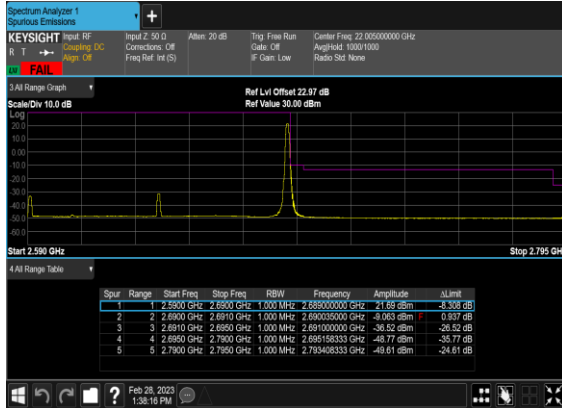 Spectrum Analyzer 1
Spurious Emissions
+
KEYSIGHT Input: RF Input Z: 50 Ω Atten: 20 dB Trig: Free Run Center Freq: 22.005000000 GHz
R T Coupling: DC Corrections: Off Gate: Off Avg|Hold: 1000/1000
Align: Off Freq Ref: Int (S) IF Gain: Low Radio Std: None
FAIL
3 All Range Graph Ref Lvl Offset 22.97 dB
Scale/Div 10.0 dB Ref Value 30.00 dBm
Log
20.0
10.0
0.00
-10.0
-20.0
-30.0
-40.0
-50.0
-60.0
Start 2.590 GHz Stop 2.795 GH
4 All Range Table
Spur Range Start Freq Stop Freq RBW Frequency Amplitude ΔLimit
1 1 2.5900 GHz 2.6900 GHz 1.000 MHz 2.689000000 GHz 21.69 dBm -8.308 dB
2 2 2.6900 GHz 2.6910 GHz 1.000 MHz 2.690035000 GHz -9.063 dBm F 0.937 dB
3 3 2.6910 GHz 2.6950 GHz 1.000 MHz 2.691000000 GHz -36.52 dBm -26.52 dB
4 4 2.6950 GHz 2.7900 GHz 1.000 MHz 2.695158333 GHz -48.77 dBm -35.77 dB
5 5 2.7900 GHz 2.7950 GHz 1.000 MHz 2.793408333 GHz -49.61 dBm -24.61 dB
? Feb 28, 2023
1:38:16 PM